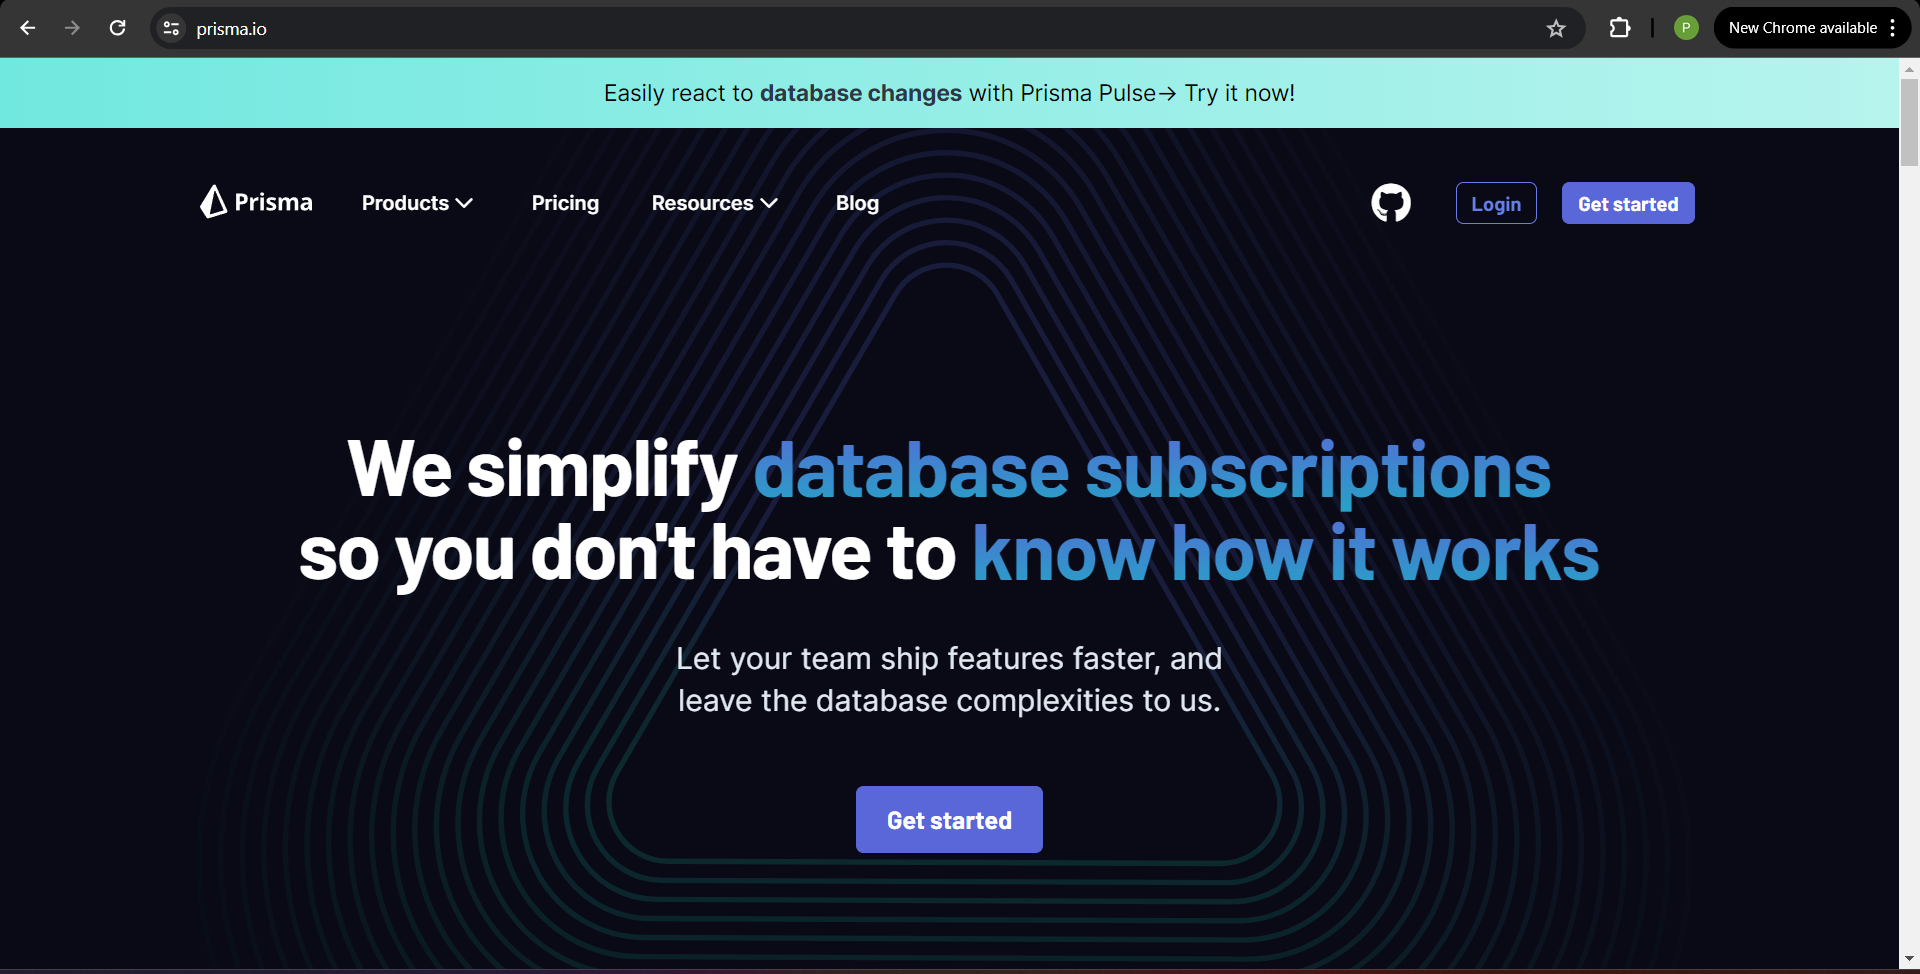 prisma.io
P
New Chrome available
Easily react to database changes with Prisma Pulse→ Try it now!
Prisma
Products
Pricing
Resources
Blog
Login
Get started
We simplify database subscriptions
so you don't have to know how it works
Let your team ship features faster, and
leave the database complexities to us.
Get started